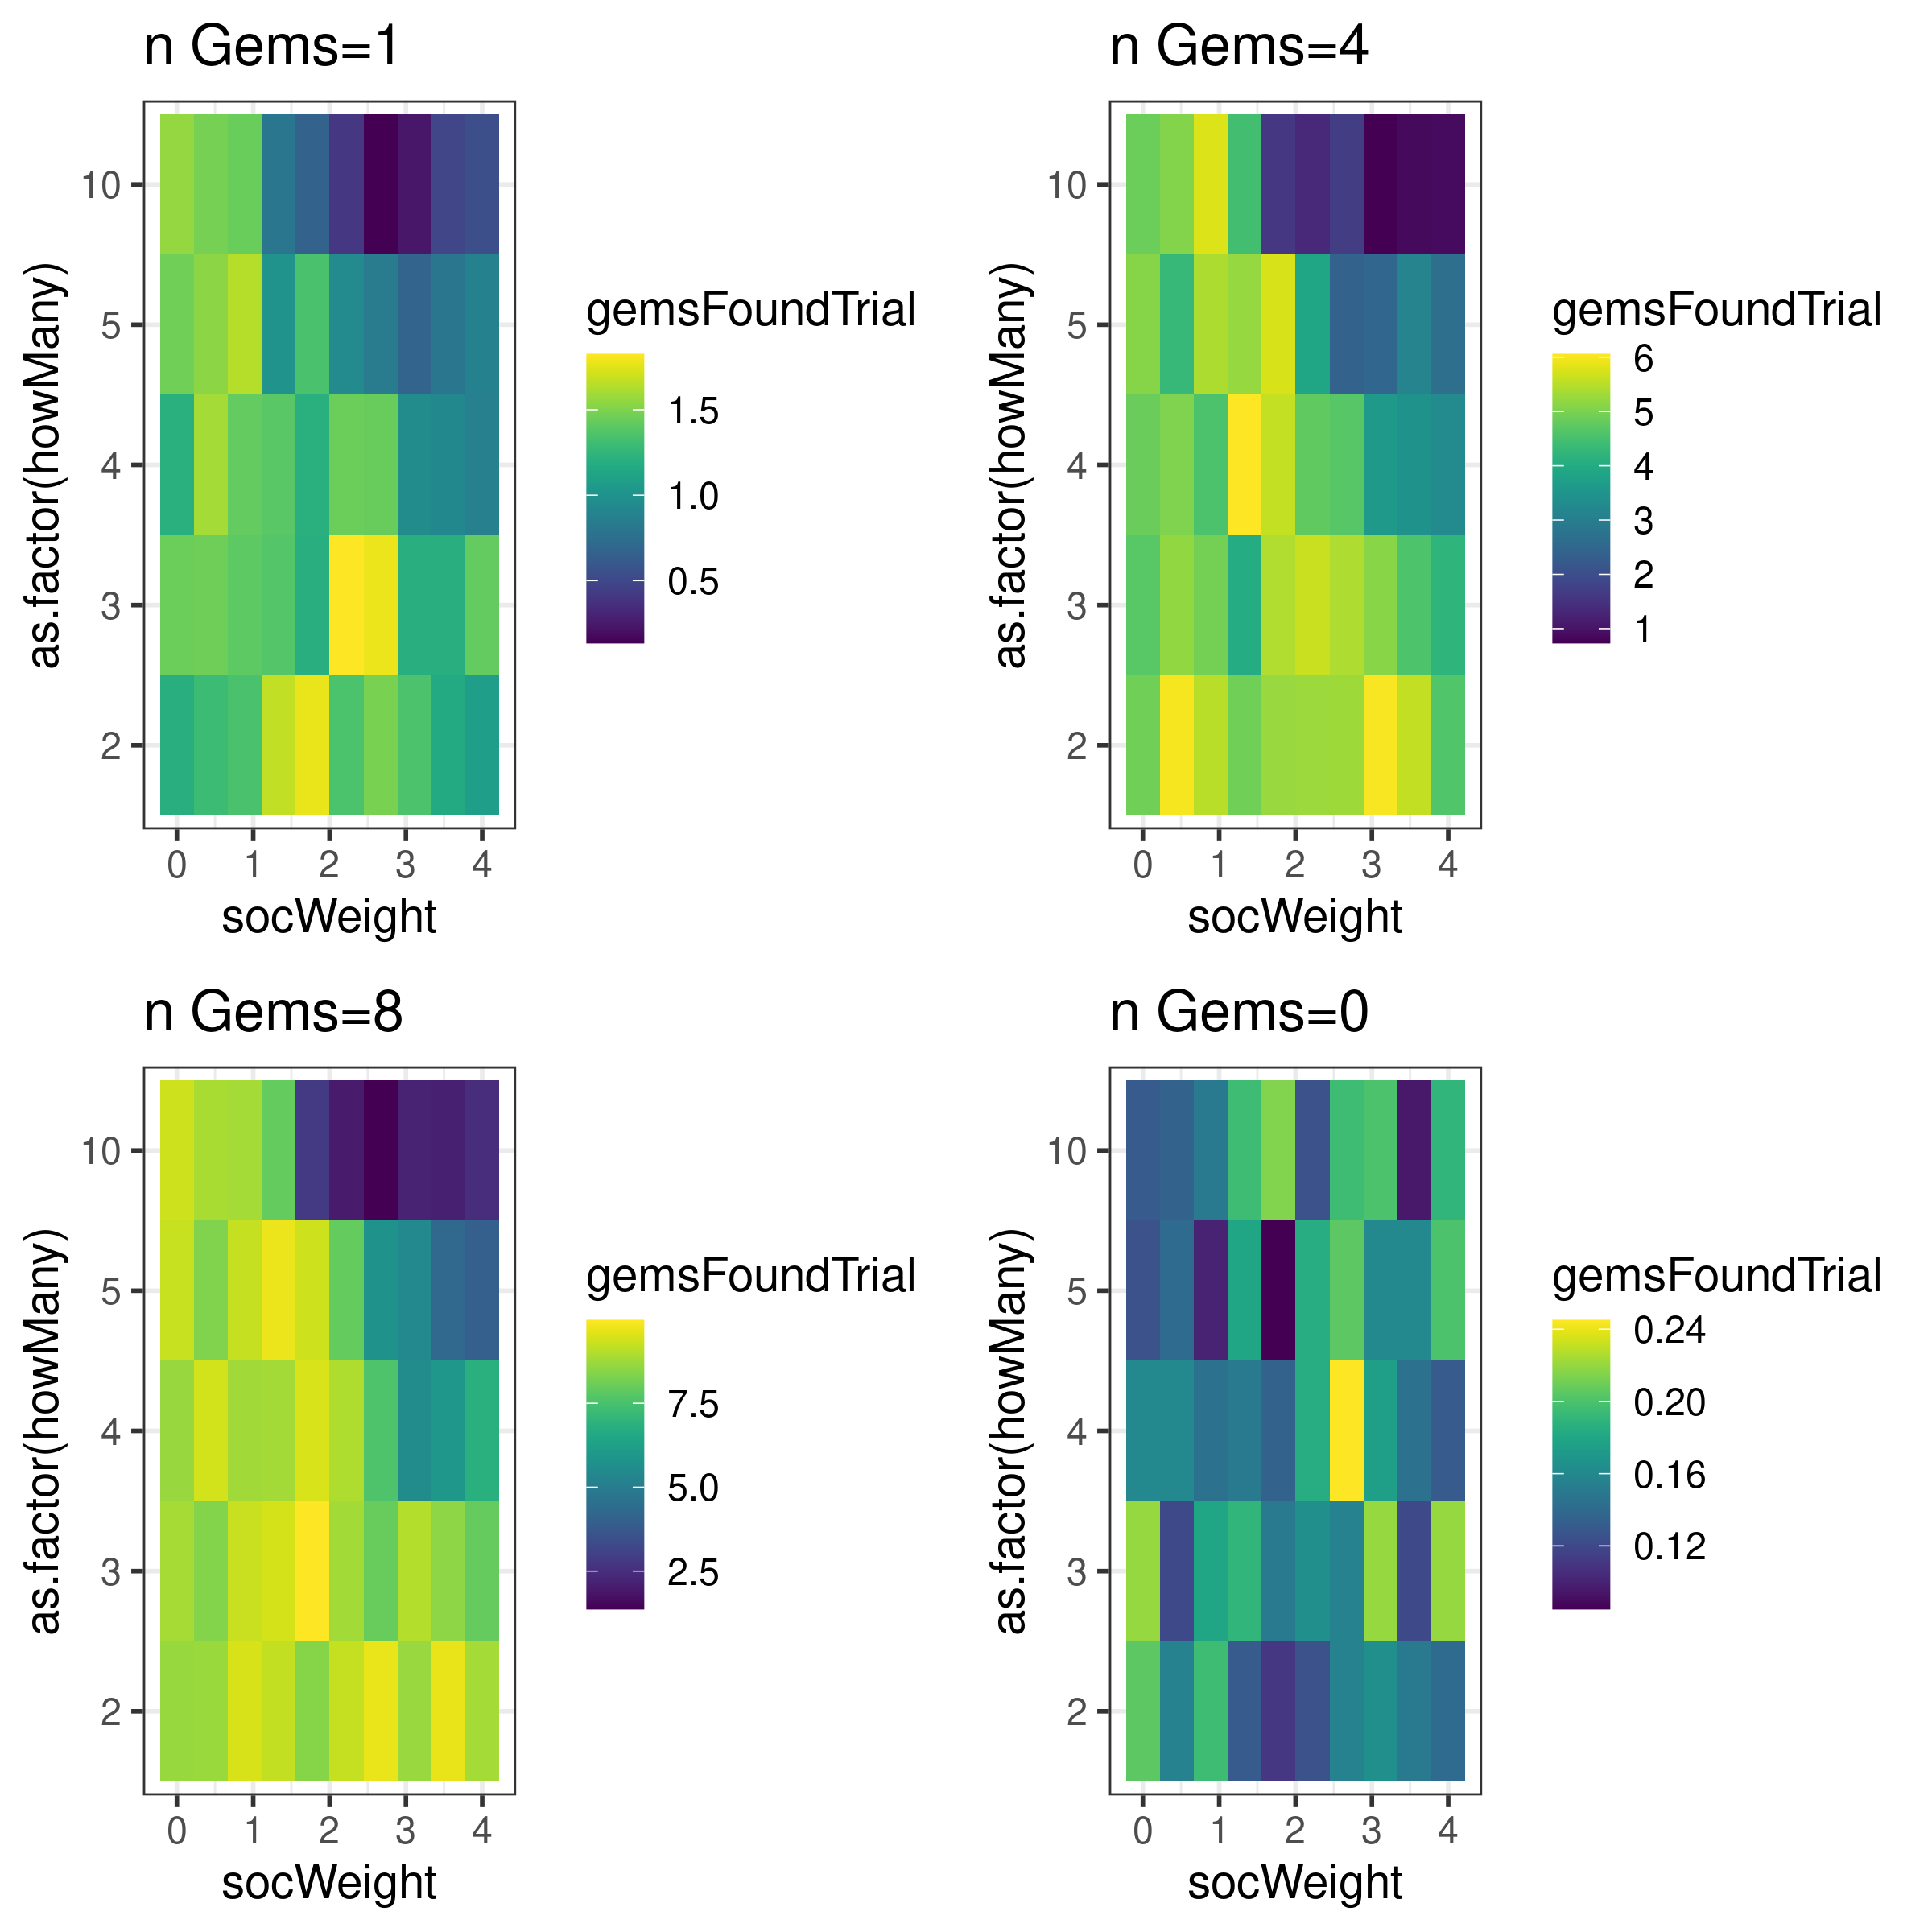 n Gems=1
as.factor(howMany)
10
5
4
3
2
0 1 2 3 4
socWeight
gemsFoundTrial
1.5
1.0
0.5
n Gems=4
as.factor(howMany)
10
5
4
3
2
0 1 2 3 4
socWeight
gemsFoundTrial
6
5
4
3
2
1
n Gems=8
as.factor(howMany)
10
5
4
3
2
0 1 2 3 4
socWeight
gemsFoundTrial
7.5
5.0
2.5
n Gems=0
as.factor(howMany)
10
5
4
3
2
0 1 2 3 4
socWeight
gemsFoundTrial
0.24
0.20
0.16
0.12